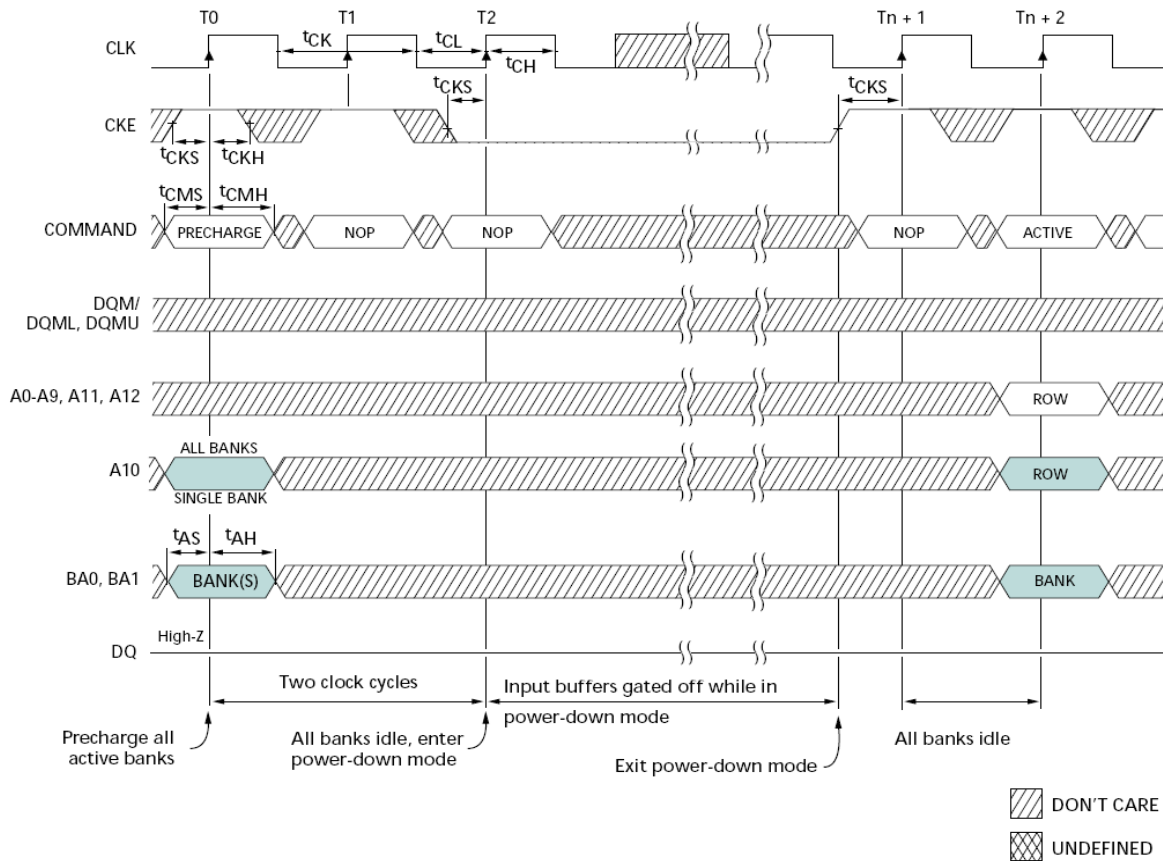 T0
T1
T2
Tn + 1
Tn + 2
CLK
tCK
tCL
tCH
tCKS
tCKS
CKE
tCKS
tCKH
tCMS
tCMH
COMMAND
PRECHARGE
NOP
NOP
NOP
ACTIVE
DQM/
DQML, DQMU
A0-A9, A11, A12
ROW
ALL BANKS
A10
ROW
SINGLE BANK
tAS
tAH
BA0, BA1
BANK(S)
BANK
High-Z
DQ
Two clock cycles
Input buffers gated off while in
power-down mode
Precharge all
active banks
All banks idle, enter
power-down mode
Exit power-down mode
All banks idle
DON'T CARE
UNDEFINED